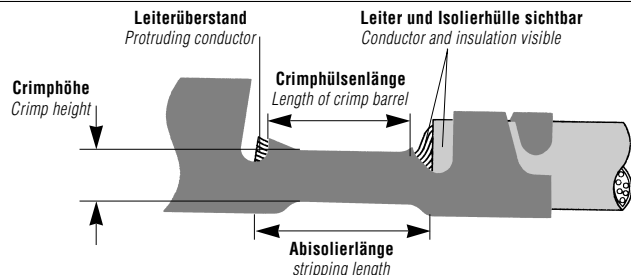 Leiterüberstand
Protruding conductor
Leiter und Isolierhülle sichtbar
Conductor and insulation visible
Crimphöhe
Crimp height
Crimphülsenlänge
Length of crimp barrel
Abisolierlänge
stripping length